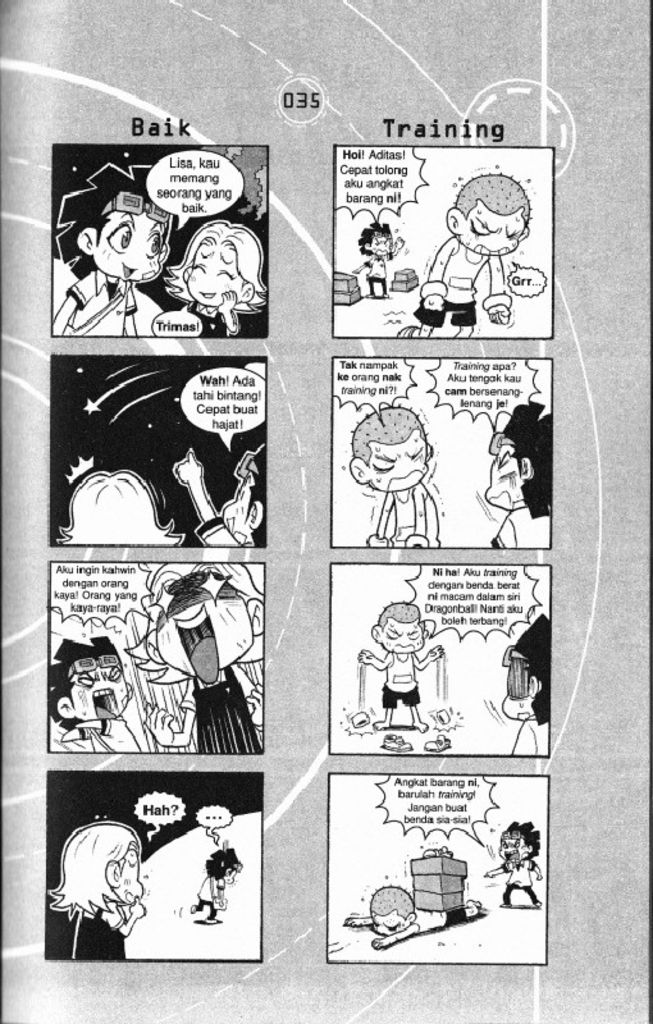 035
Baik
Lisa, kau
memang
seorang yang
baik.
Trimas!
Wah! Ada
tahi bintang!
Cepat buat
hajat!
Aku ingin kahwin
dengan orang
kaya! Orang yang
kaya-raya!
Hah?
...
Training
Hoi! Aditas!
Cepat tolong
aku angkat
barang ni!
Grr...
Tak nampak
ke orang nak
training ni?!
Training apa?
Aku tengok kau
cam bersenang-
lenang je!
Ni ha! Aku training
dengan benda berat
ni macam dalam siri
Dragonball! Nanti aku
boleh terbang!
Angkat barang ni,
barulah training!
Jangan buat
benda sia-sia!